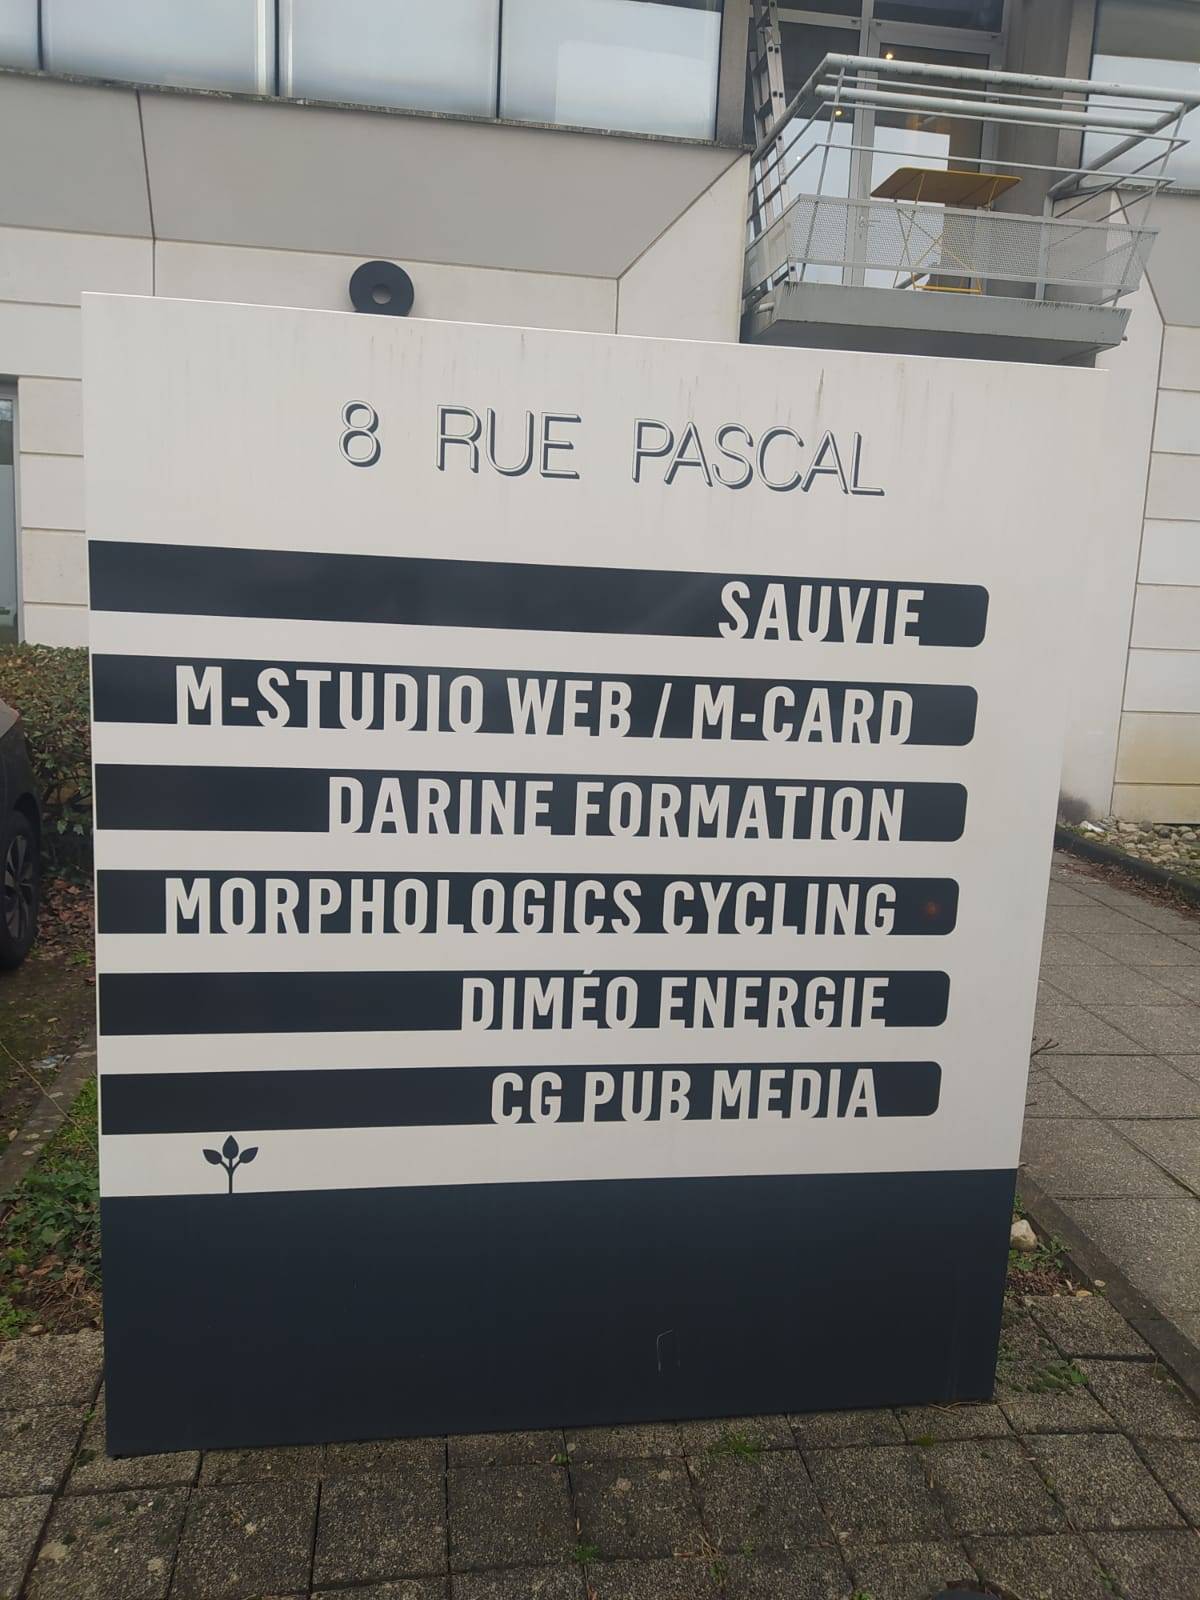 8 RUE PASCAL
SAUVIE
M-STUDIO WEB / M-CARD
DARINE FORMATION
MORPHOLOGICS CYCLING
DIMÉO ENERGIE
CG PUB MEDIA